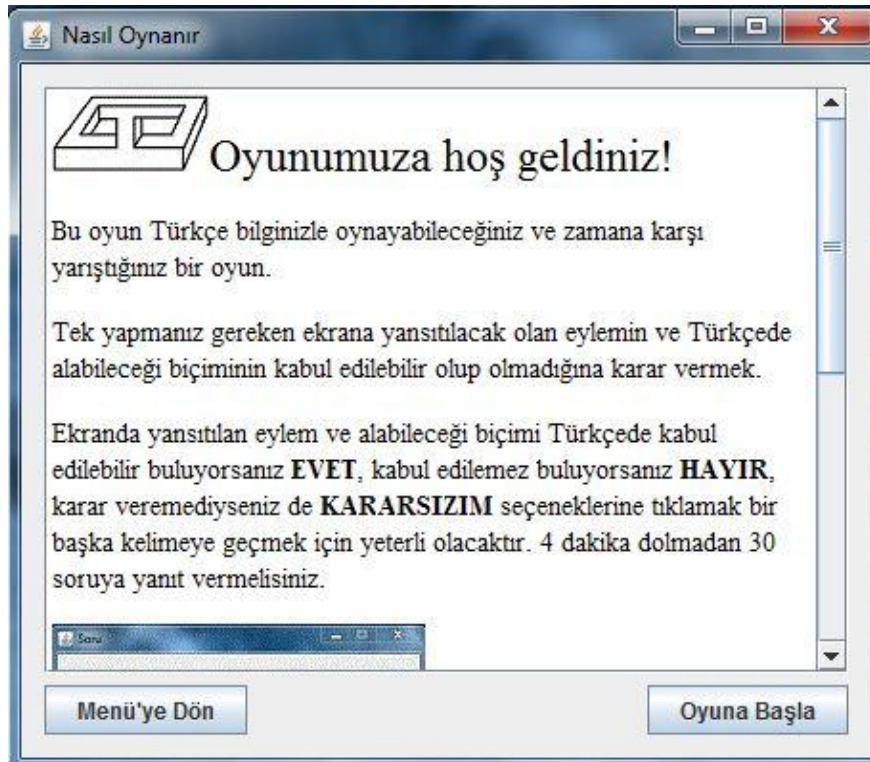 Nasıl Oynanır
Oyunumuza hoş geldiniz!
Bu oyun Türkçe bilginizle oynayabileceğiniz ve zamana karşı
yarıştığınız bir oyun.
Tek yapmanız gereken ekrana yansıtılacak olan eylemin ve Türkçede
alabileceği biçiminin kabul edilebilir olup olmadığına karar vermek.
Ekranda yansıtılan eylem ve alabileceği biçimi Türkçede kabul
edilebilir buluyorsanız EVET, kabul edilemez buluyorsanız HAYIR,
karar veremediyseniz de KARARSIZIM seçeneklerine tıklamak bir
başka kelimeye geçmek için yeterli olacaktır. 4 dakika dolmadan 30
soruya yanıt vermelisiniz.
Soru
Menü'ye Dön
Oyuna Başla